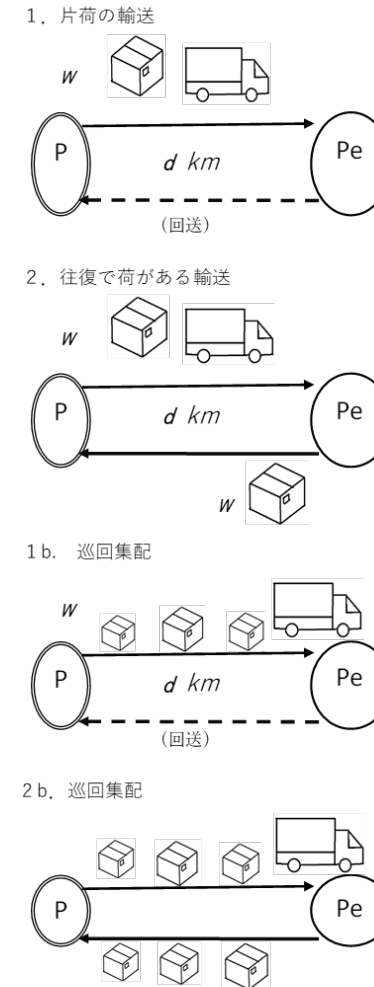 1．片荷の輸送
W
P
d km
Pe
(回送)
2．往復で荷がある輸送
W
P
d km
Pe
W
1b.　巡回集配
W
P
d km
Pe
(回送)
2b．巡回集配
P
Pe